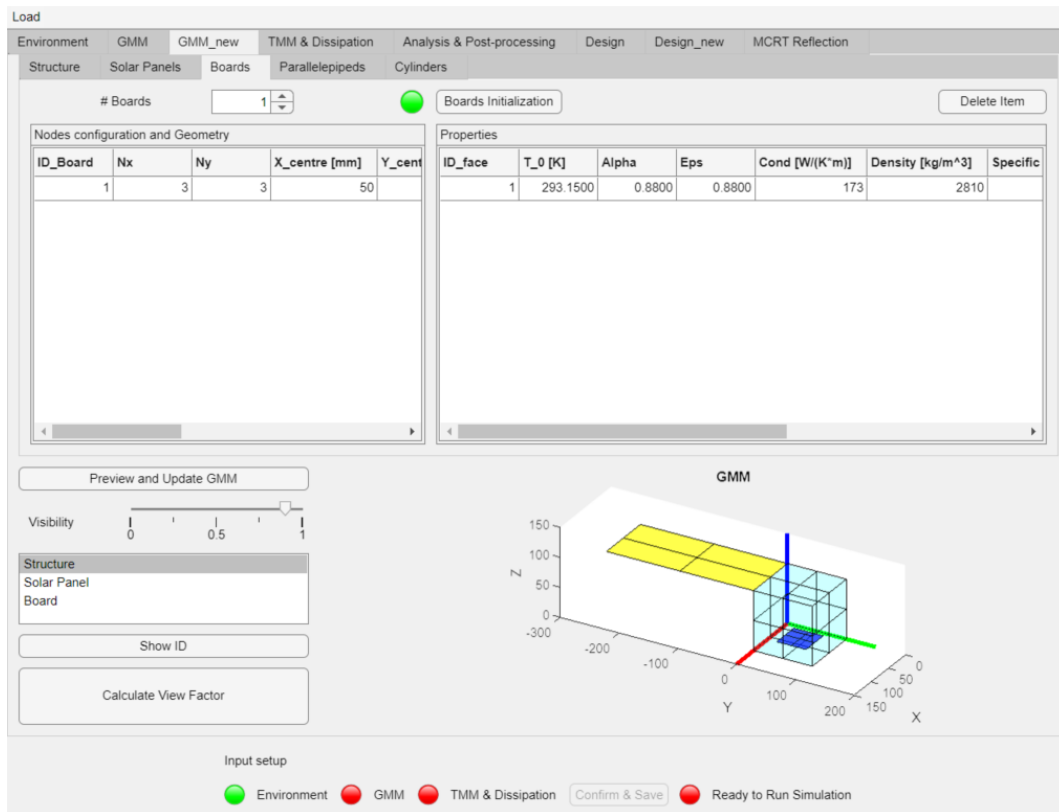 Load
Environment GMM GMM_new TMM & Dissipation Analysis & Post-processing Design Design_new MCRT Reflection
Structure Solar Panels Boards Parallelepipeds Cylinders
# Boards 1 Boards Initialization Delete Item
Nodes configuration and Geometry Properties
ID_Board Nx Ny X_centre [mm] Y_cent ID_face T_0 [K] Alpha Eps Cond [W/(K*m)] Density [kg/m^3] Specific
1 3 3 50 1 293.1500 0.8800 0.8800 173 2810
Preview and Update GMM
GMM
Visibility
0 0.5 1
Structure
Solar Panel
Board
Show ID
Calculate View Factor
150
100
50
0
Z
-300
-200
-100
0
100
200
Y
150
100
50
0
X
Input setup
Environment GMM TMM & Dissipation Confirm & Save Ready to Run Simulation